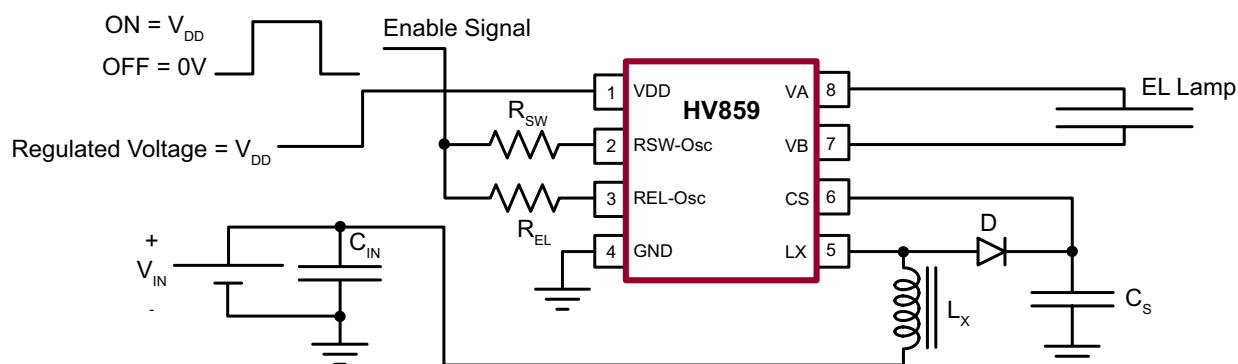 ON = VDD
OFF = 0V
Enable Signal
Regulated Voltage = VDD
RSW
REL
1 VDD
2 RSW-Osc
3 REL-Osc
4 GND
HV859
VA 8
VB 7
CS 6
LX 5
EL Lamp
D
+
VIN
-
CIN
LX
CS